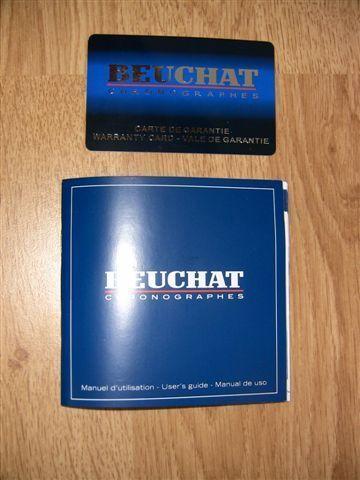 BEUCHAT
CHRONOGRAPHES
CARTE DE GARANTIE
WARRANTY CARD - VALE DE GARANTIE
BEUCHAT
CHRONOGRAPHES
Manuel d'utilisation - User's guide - Manual de uso